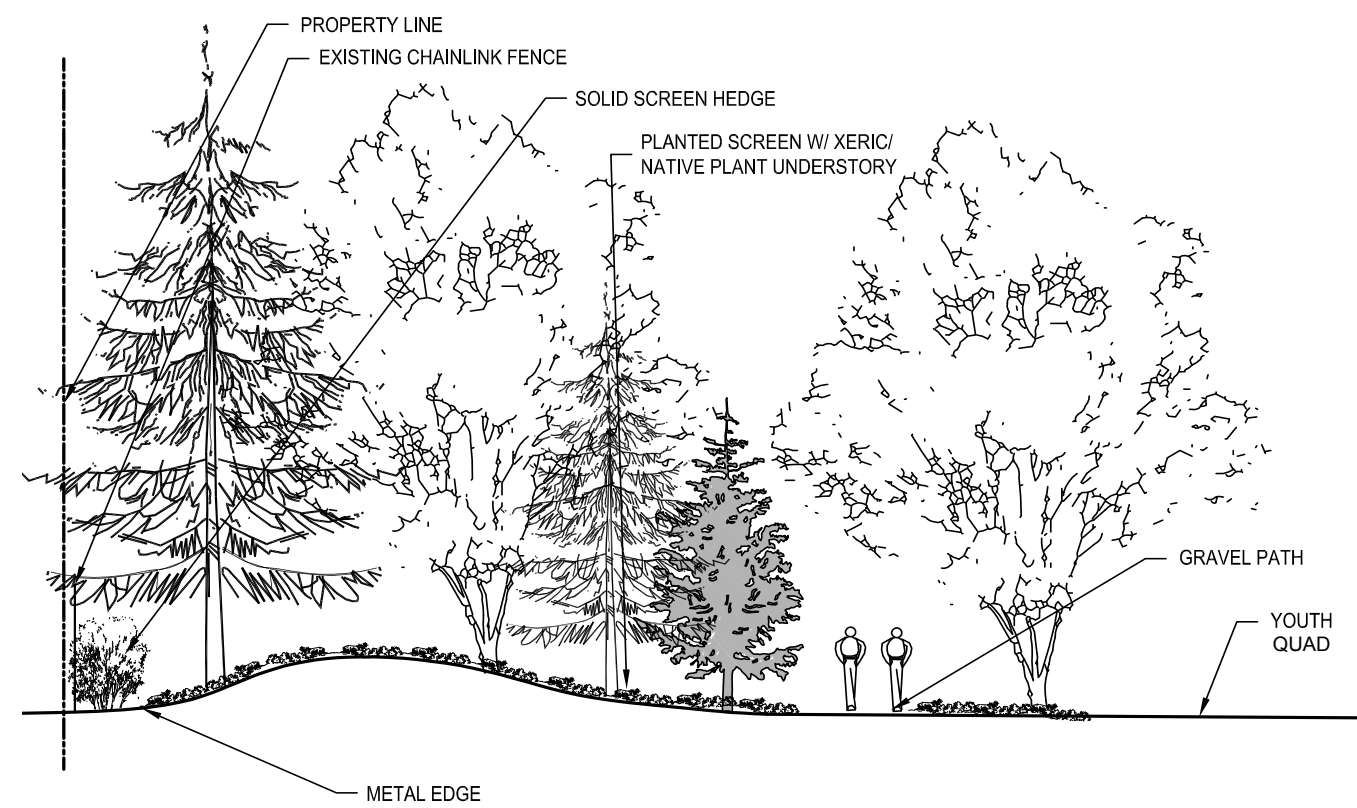 PROPERTY LINE
EXISTING CHAINLINK FENCE
SOLID SCREEN HEDGE
PLANTED SCREEN W/ XERIC/
NATIVE PLANT UNDERSTORY
GRAVEL PATH
YOUTH
QUAD
METAL EDGE